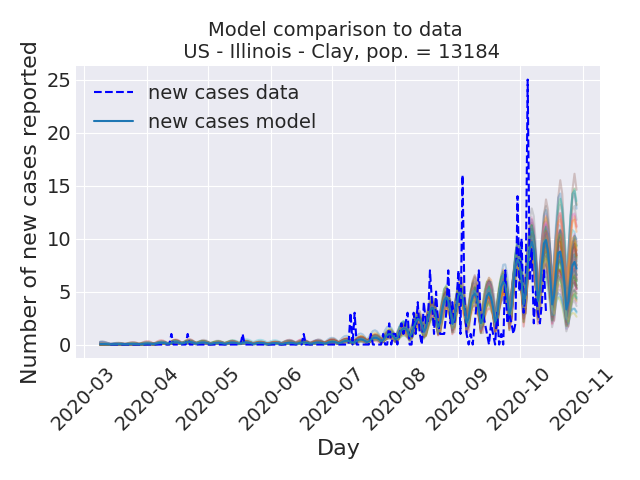 Model comparison to data
US - Illinois - Clay, pop. = 13184
Number of new cases reported
25
20
15
10
5
0
new cases data
new cases model
2020-03
2020-04
2020-05
2020-06
2020-07
2020-08
2020-09
2020-10
2020-11
Day